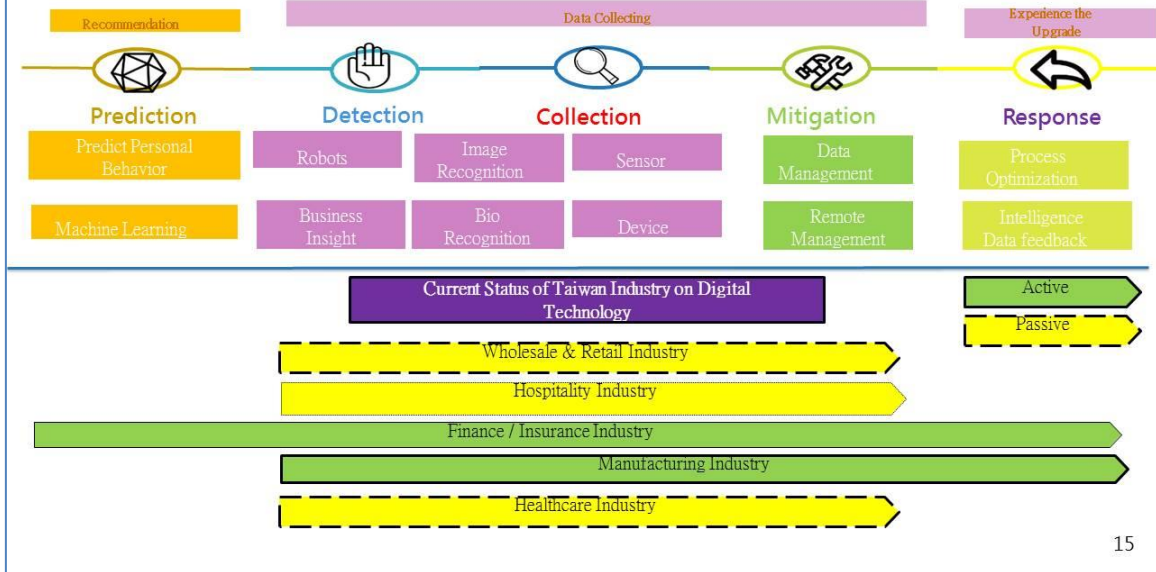 Recommendation
Data Collecting
Experience the
Upgrade
Prediction
Detection
Collection
Mitigation
Response
Predict Personal
Behavior
Robots
Image
Recognition
Sensor
Data
Management
Process
Optimization
Machine Learning
Business
Insight
Bio
Recognition
Device
Remote
Management
Intelligence
Data feedback
Current Status of Taiwan Industry on Digital
Technology
Active
Passive
Wholesale & Retail Industry
Hospitality Industry
Finance / Insurance Industry
Manufacturing Industry
Healthcare Industry
15